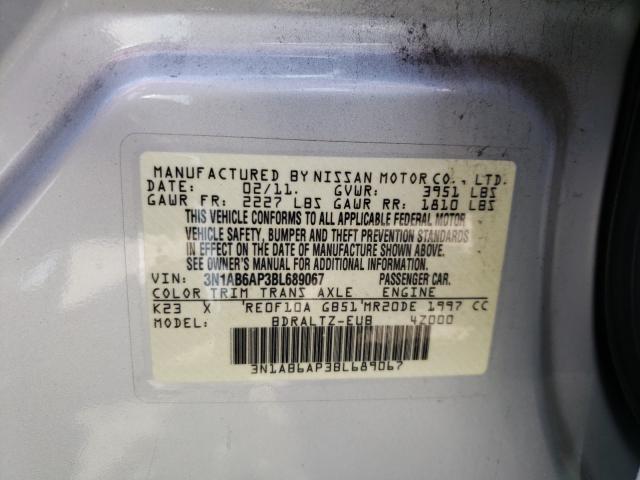 MANUFACTURED BY NISSAN MOTOR CO., LTD.
DATE: 02/11. GVWR: 3951 LBS
GAWR FR: 2227 LBS GAWR RR: 1810 LBS
THIS VEHICLE CONFORMS TO ALL APPLICABLE FEDERAL MOTOR
VEHICLE SAFETY, BUMPER AND THEFT PREVENTION STANDARDS
IN EFFECT ON THE DATE OF MANUFACTURE SHOWN ABOVE.
SEE OWNER'S MANUAL FOR ADDITIONAL INFORMATION.
VIN: 3N1AB6AP3BL689067 PASSENGER CAR.
COLOR TRIM TRANS AXLE ENGINE
K23 X RE0F10A GB51 MR20DE 1997 CC
MODEL: BDRALTZ-EUB 4Z000
3N1AB6AP3BL689067